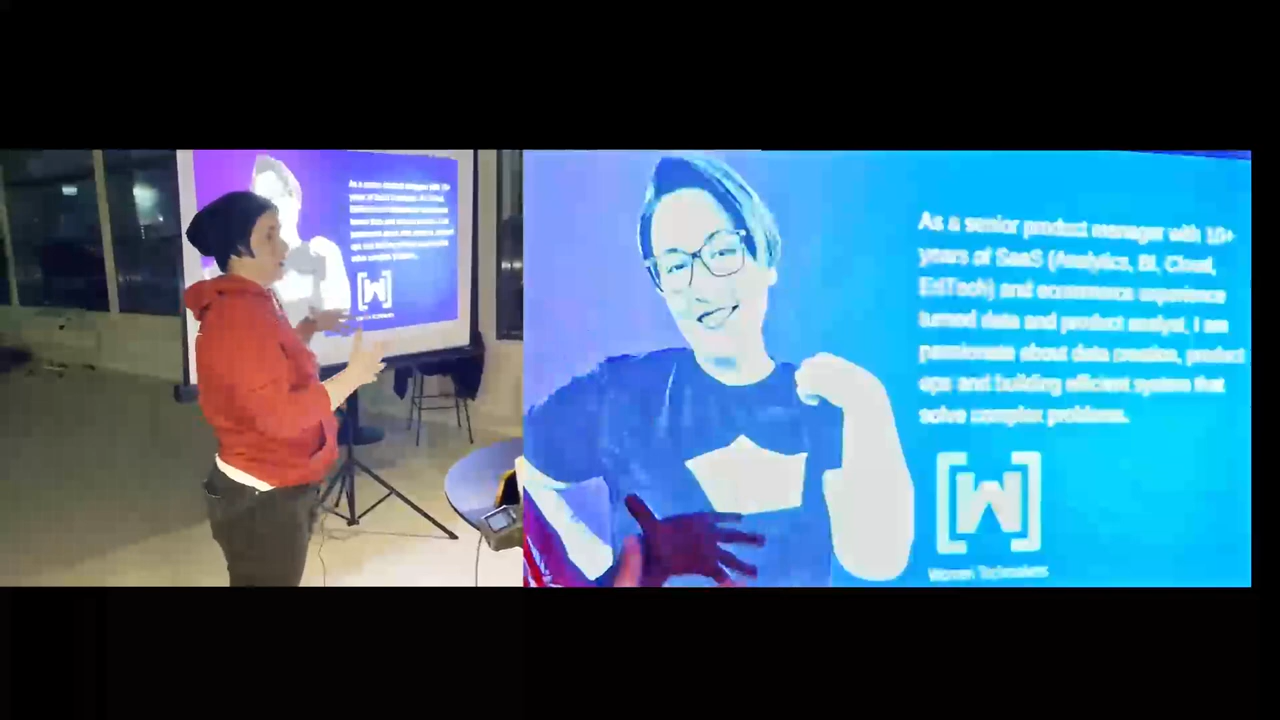 As a senior product manager with 10+
years of SaaS (Analytics, BI, Cloud,
EdTech) and ecommerce experience
turned data and product analyst, I am
passionate about data creation, product
ops and building efficient system that
solve complex problems.
[W]
Women Techmakers